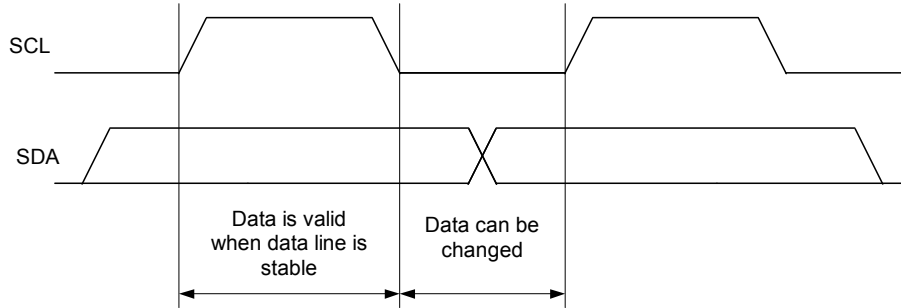 SCL
SDA
Data is valid
when data line is
stable
Data can be
changed